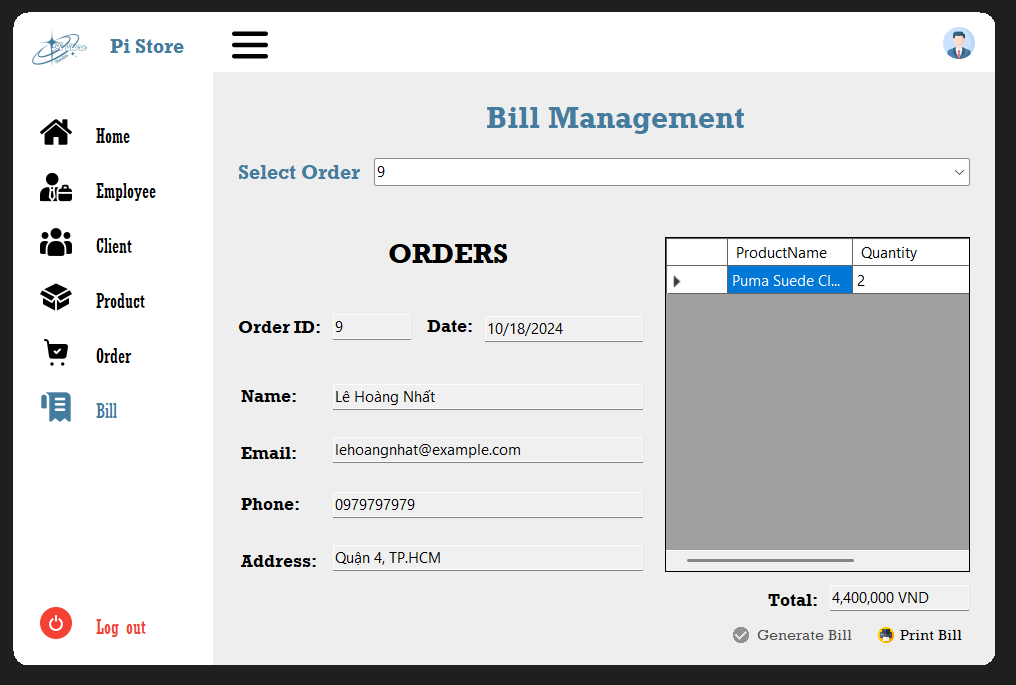 Pi Store
Home
Employee
Client
Product
Order
Bill
Log out
Bill Management
Select Order 9
ORDERS
Order ID: 9 Date: 10/18/2024
Name: Lê Hoàng Nhất
Email: lehoangnhat@example.com
Phone: 0979797979
Address: Quận 4, TP.HCM
ProductName Quantity
Puma Suede Cl... 2
Total: 4,400,000 VND
Generate Bill Print Bill